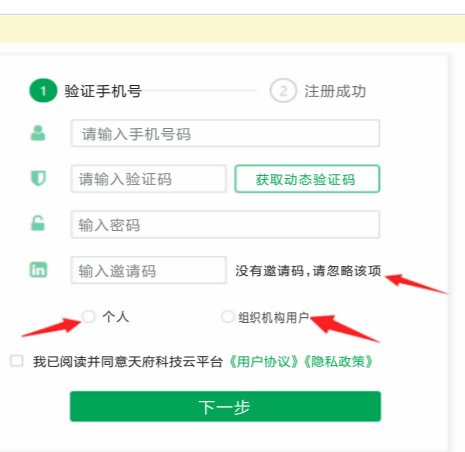 1 验证手机号 2 注册成功
请输入手机号码
请输入验证码 获取动态验证码
输入密码
in 输入邀请码 没有邀请码,请忽略该项
个人 组织机构用户
我已阅读并同意天府科技云平台《用户协议》《隐私政策》
下一步